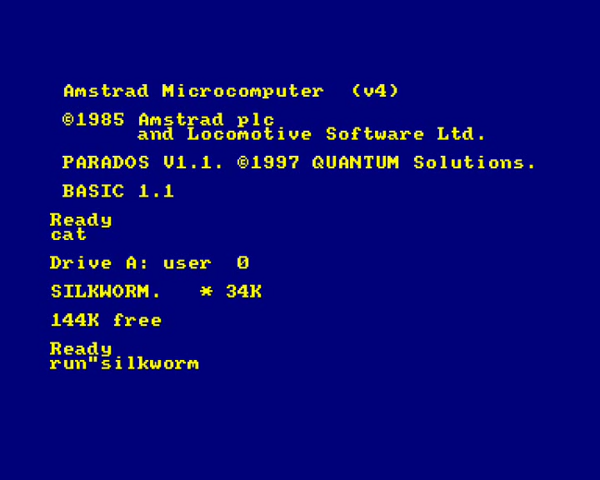 Amstrad Microcomputer  (v4)
©1985 Amstrad plc
and Locomotive Software Ltd.
PARADOS V1.1. ©1997 QUANTUM Solutions.
BASIC 1.1
Ready
cat
Drive A: user  0
SILKWORM.   * 34K
144K free
Ready
run"silkworm